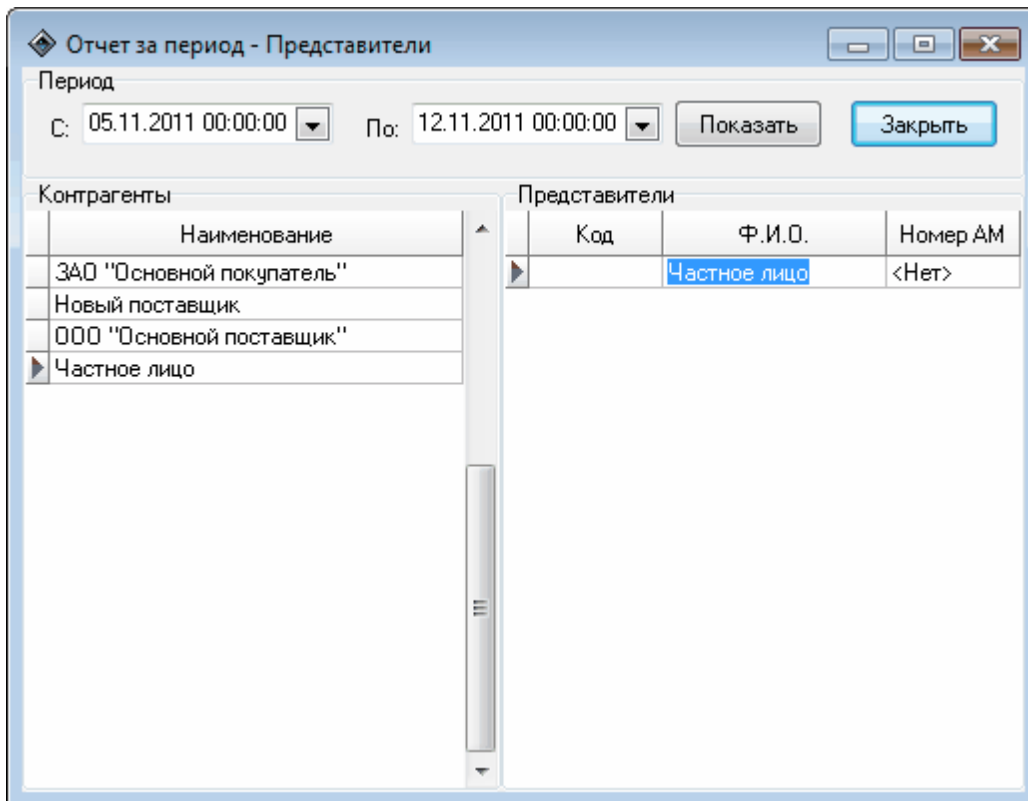 Отчет за период - Представители
Период
С: 05.11.2011 00:00:00 По: 12.11.2011 00:00:00 Показать Закрыть
Контрагенты
Наименование
ЗАО "Основной покупатель"
Новый поставщик
ООО "Основной поставщик"
Частное лицо
Представители
Код Ф.И.О. Номер АМ
Частное лицо <Нет>